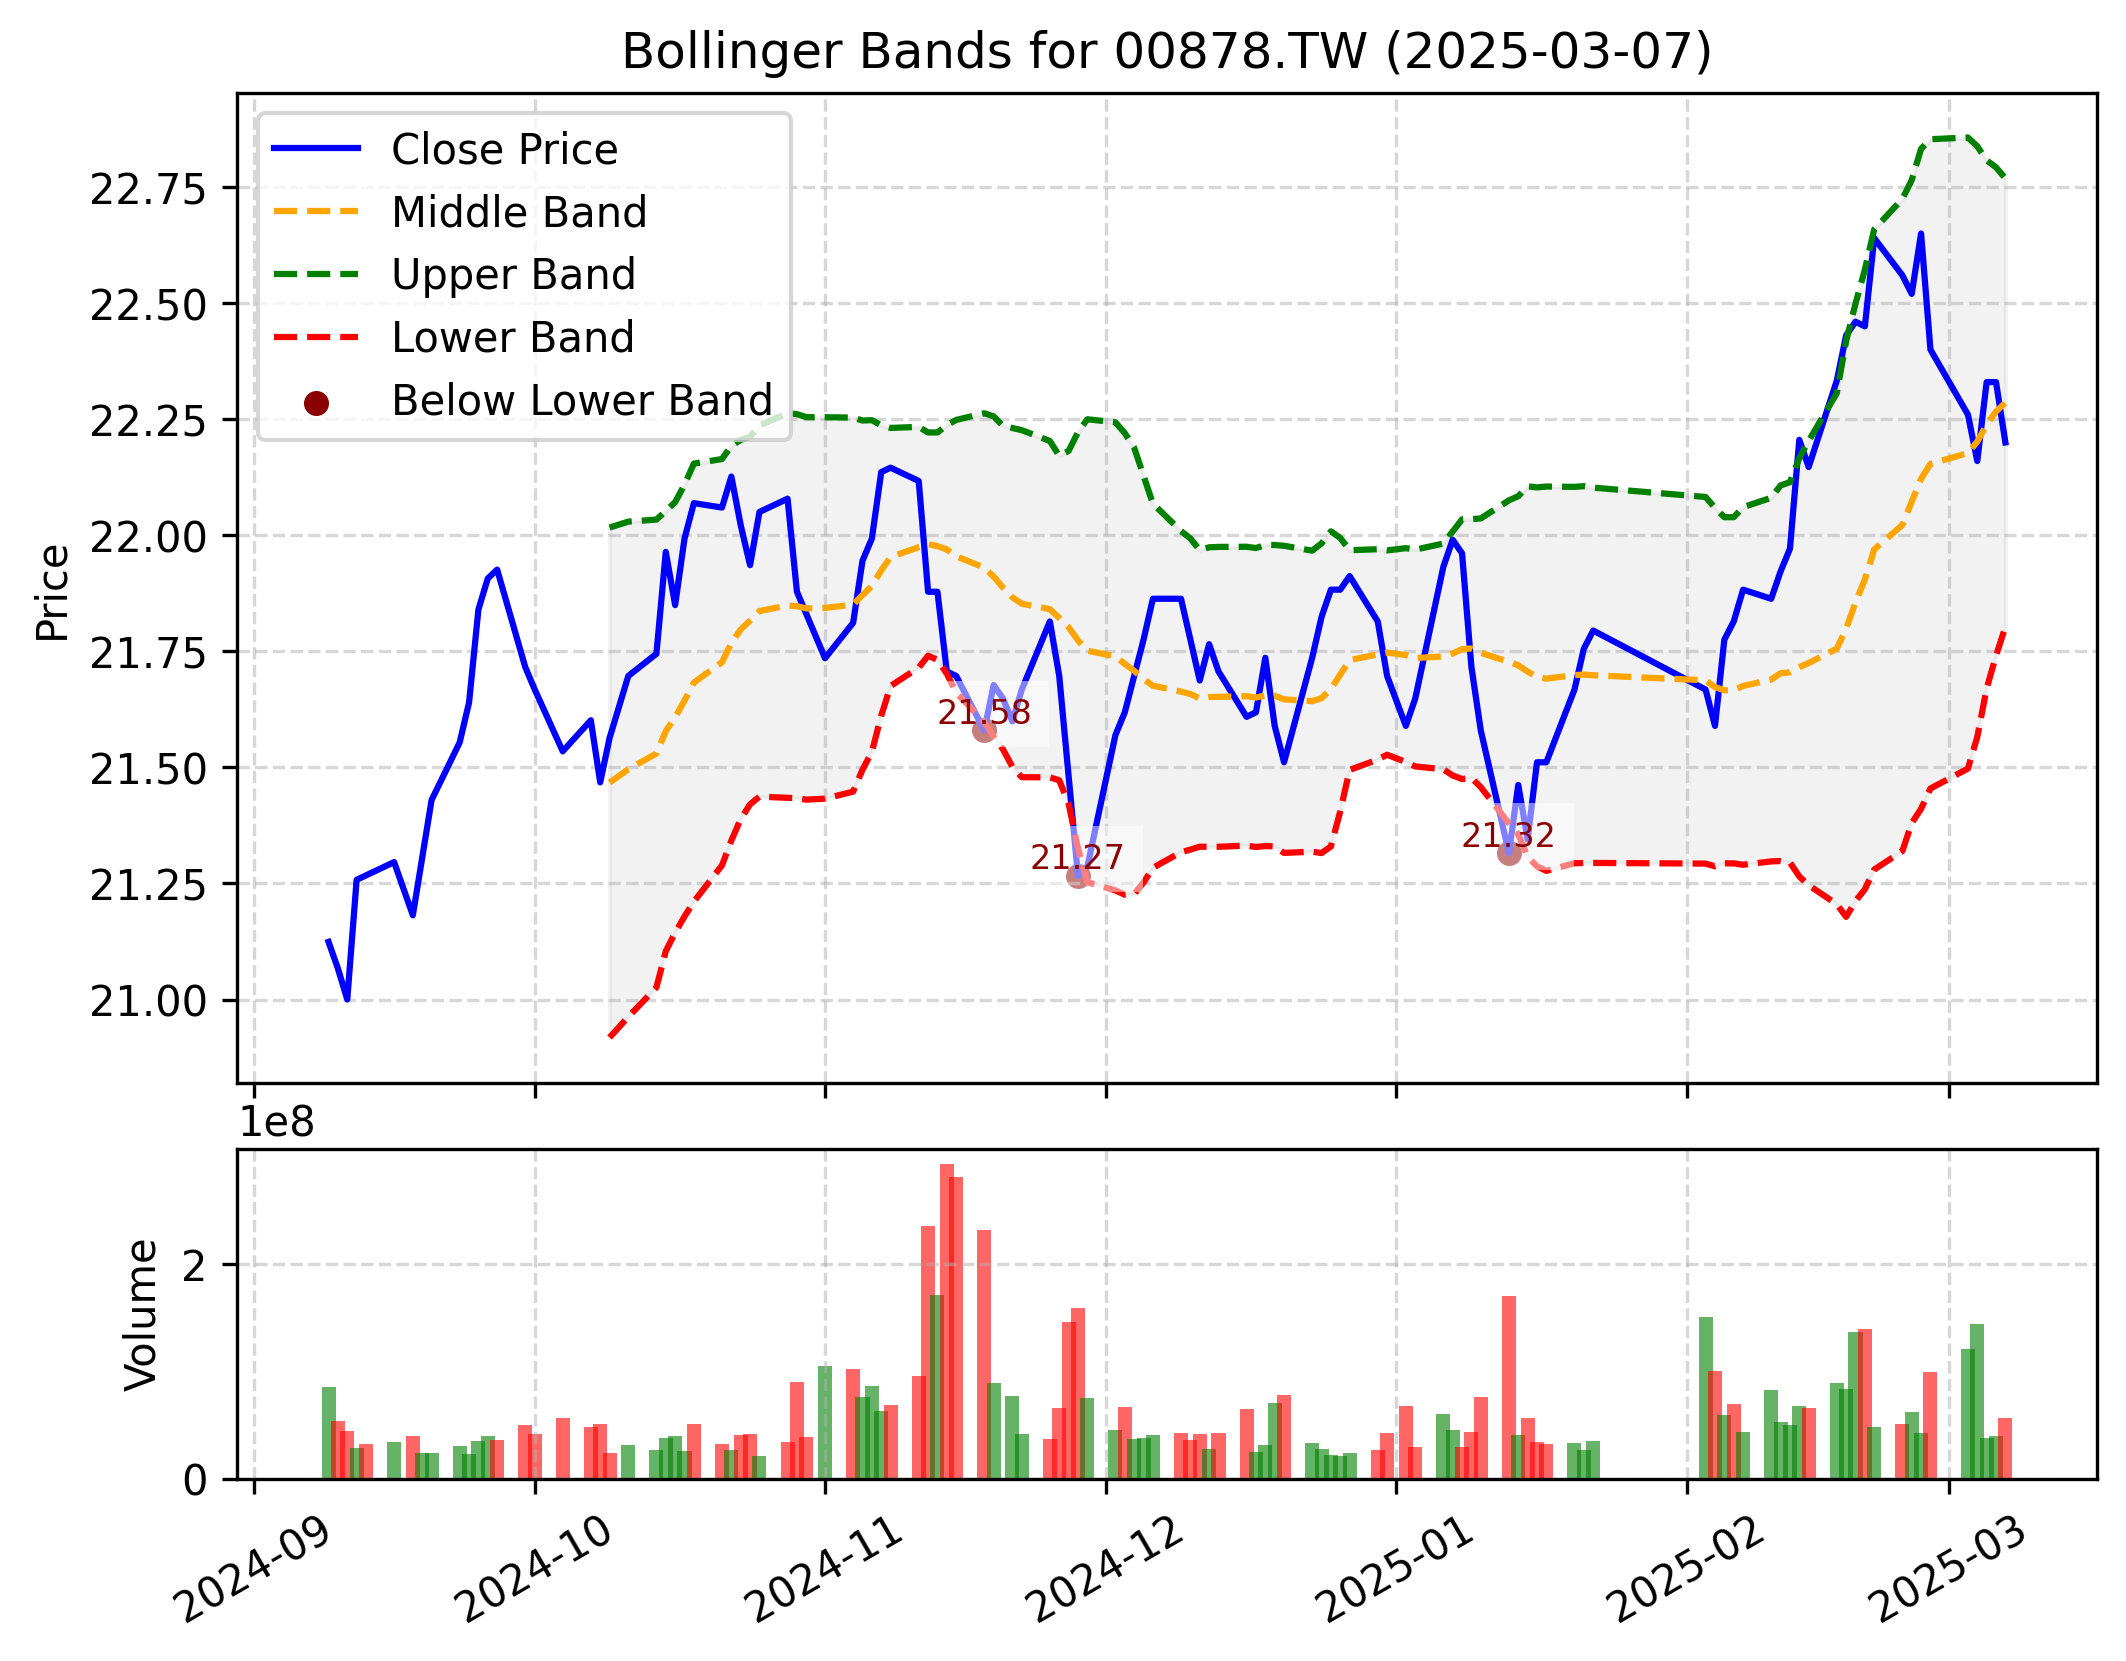 Bollinger Bands for 00878.TW (2025-03-07)
Close Price
Middle Band
Upper Band
Lower Band
Below Lower Band
Price
22.75
22.50
22.25
22.00
21.75
21.50
21.25
21.00
21.58
21.27
21.32
1e8
Volume
2
0
2024-09
2024-10
2024-11
2024-12
2025-01
2025-02
2025-03